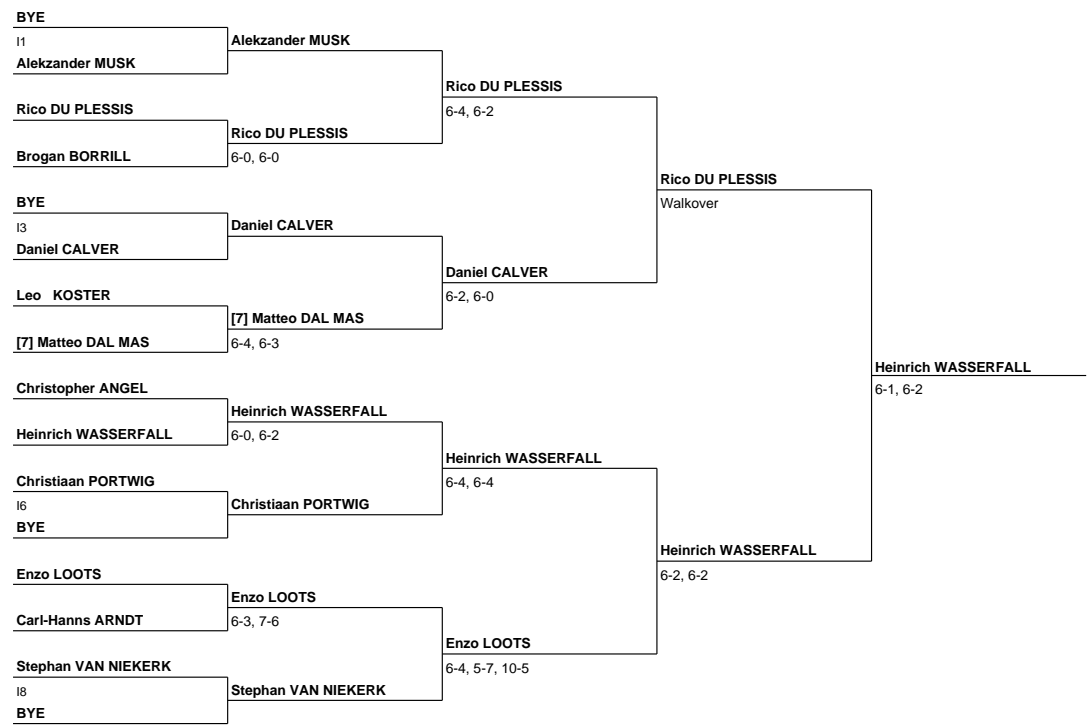 BYE
I1
Alekzander MUSK
Rico DU PLESSIS
Brogan BORRILL
BYE
I3
Daniel CALVER
Leo KOSTER
[7] Matteo DAL MAS
Christopher ANGEL
Heinrich WASSERFALL
Christiaan PORTWIG
I6
BYE
Enzo LOOTS
Carl-Hanns ARNDT
Stephan VAN NIEKERK
I8
BYE
Alekzander MUSK
Rico DU PLESSIS
6-0, 6-0
Daniel CALVER
[7] Matteo DAL MAS
6-4, 6-3
Heinrich WASSERFALL
6-0, 6-2
Christiaan PORTWIG
Enzo LOOTS
6-3, 7-6
Stephan VAN NIEKERK
Rico DU PLESSIS
6-4, 6-2
Daniel CALVER
6-2, 6-0
Heinrich WASSERFALL
6-4, 6-4
Enzo LOOTS
6-4, 5-7, 10-5
Rico DU PLESSIS
Walkover
Heinrich WASSERFALL
6-2, 6-2
Heinrich WASSERFALL
6-1, 6-2